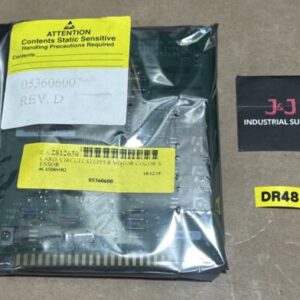 ATTENTION
Contents Static Sensitive
Handling Precautions Required
Contents
05360600
REV. D
2812650
CARD, CIRCUIT, STEPPER MOTOR/COLOR S
ENSOR
05360600
J&J
INDUSTRIAL SU
DR48